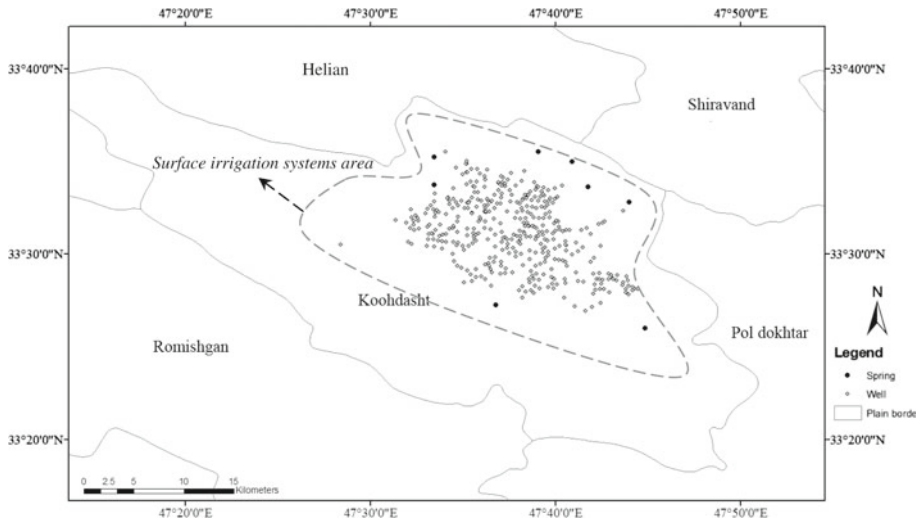 47°20'0"E 47°30'0"E 47°40'0"E 47°50'0"E
33°40'0"N 33°40'0"N
Helian
Shiravand
Surface irrigation systems area
33°30'0"N 33°30'0"N
Koohdasht
N
Pol dokhtar
Romishgan
Legend
Spring
Well
Plain borde
33°20'0"N 33°20'0"N
0 2.5 5 10 15
Kilometers
47°20'0"E 47°30'0"E 47°40'0"E 47°50'0"E